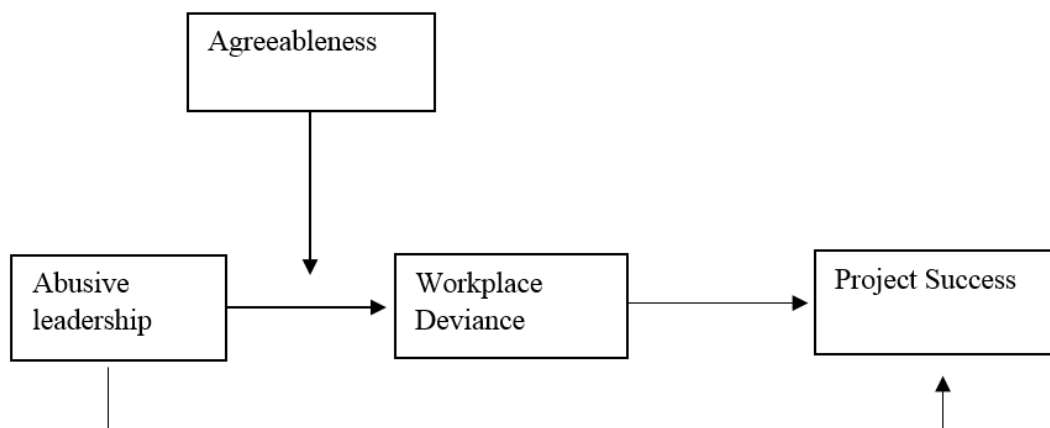 Agreeableness
Abusive
leadership
Workplace
Deviance
Project Success